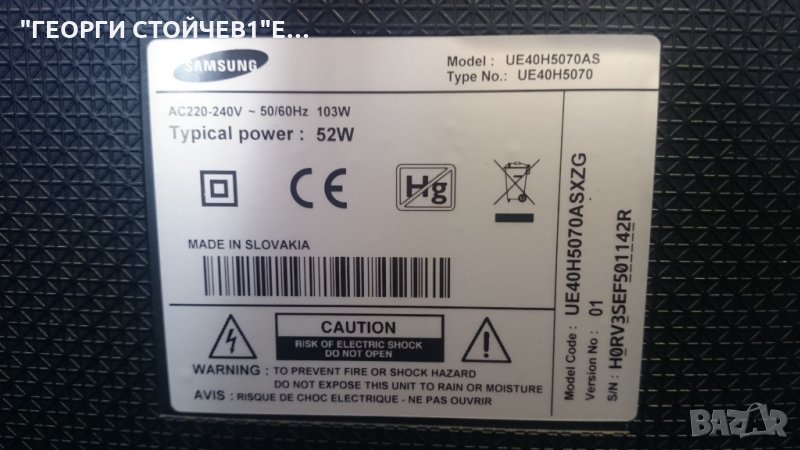 "ГЕОРГИ СТОЙЧЕВ1"Е...
SAMSUNG
Model : UE40H5070AS
Type No.: UE40H5070
AC220-240V ~ 50/60Hz 103W
Typical power : 52W
CE
Hg
MADE IN SLOVAKIA
CAUTION
RISK OF ELECTRIC SHOCK
DO NOT OPEN
WARNING : TO PREVENT FIRE OR SHOCK HAZARD
DO NOT EXPOSE THIS UNIT TO RAIN OR MOISTURE
AVIS : RISQUE DE CHOC ELECTRIQUE - NE PAS OUVRIR
Model Code : UE40H5070ASXZG
Version No : 01
S/N : H0RV3SEF501142R
BAZAR